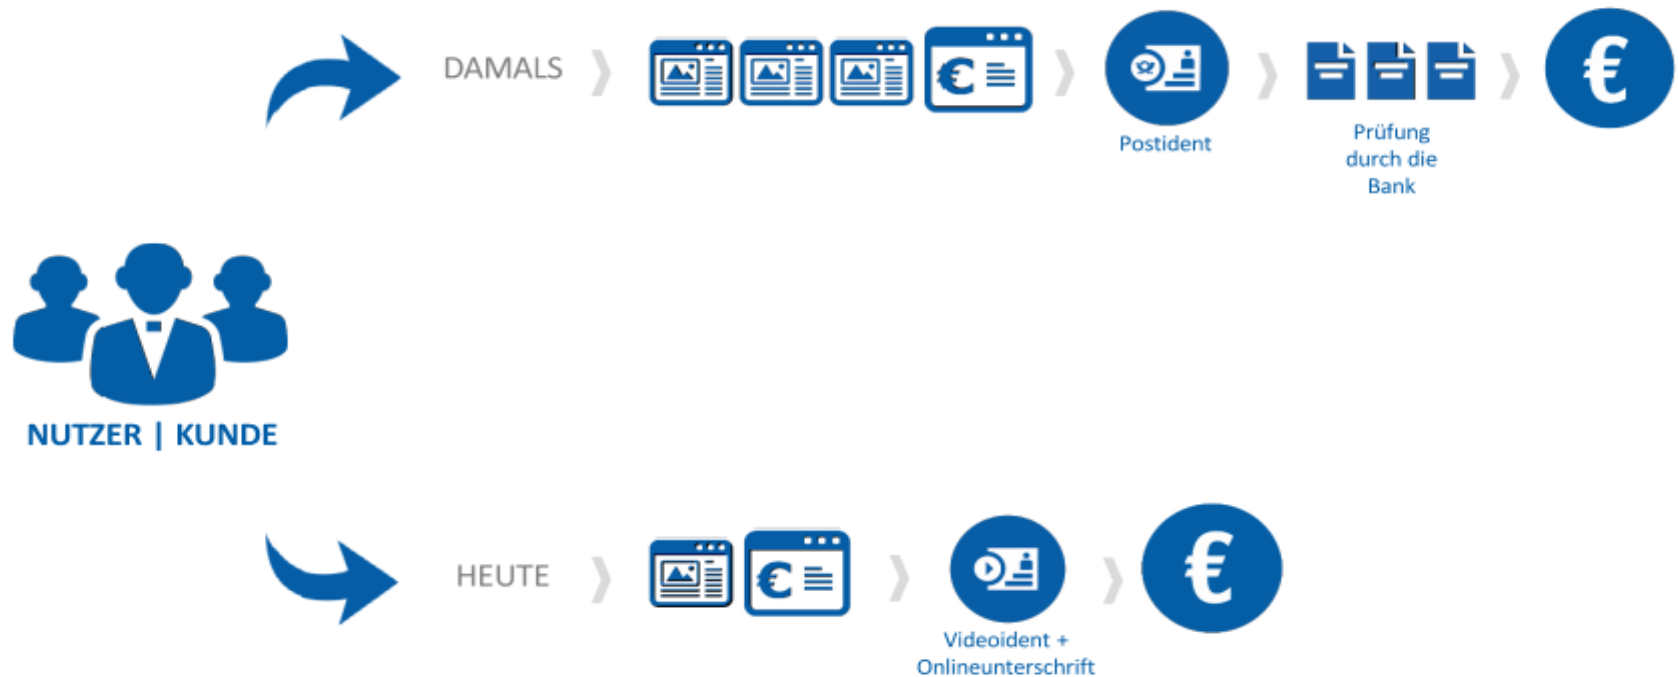 DAMALS
€
€
Postident
Prüfung
durch die
Bank
NUTZER | KUNDE
HEUTE
€
€
Videoident +
Onlineunterschrift